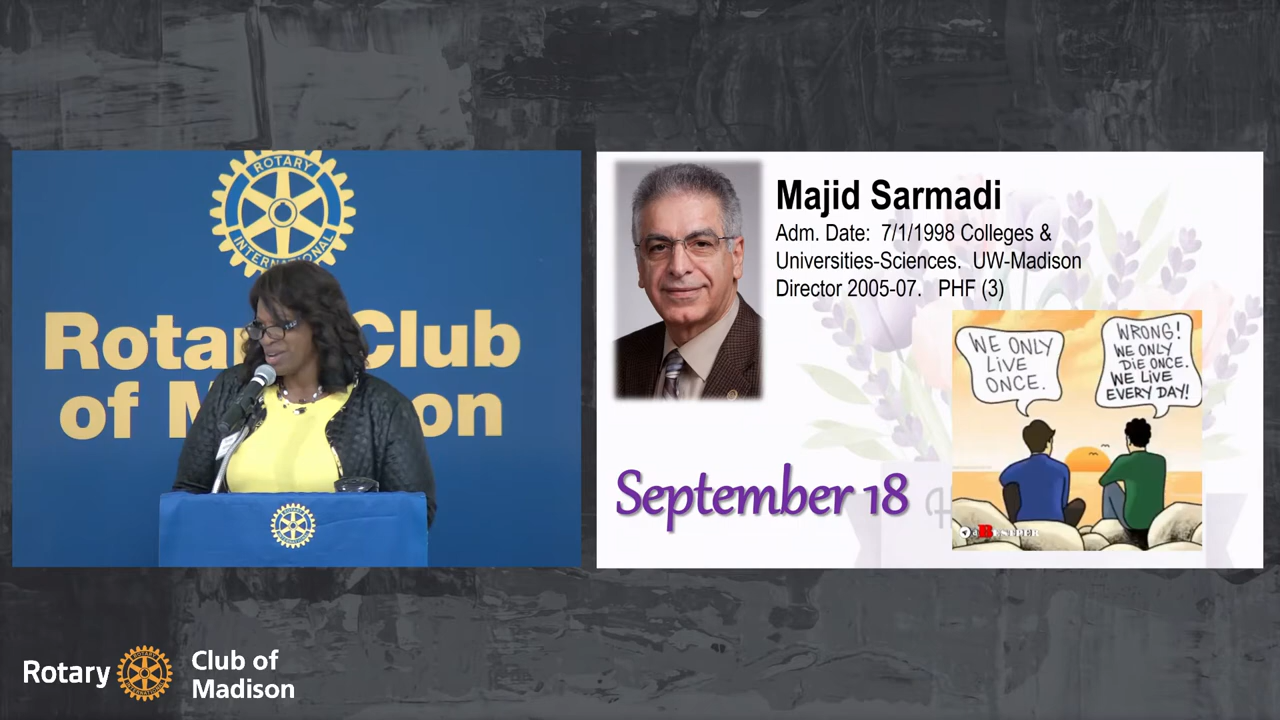 ROTARY
INTERNATIONAL
Rota Club
of M on
Majid Sarmadi
Adm. Date: 7/1/1998 Colleges &
Universities-Sciences. UW-Madison
Director 2005-07. PHF (3)
WE ONLY
LIVE
ONCE.
WRONG!
WE ONLY
DIE ONCE.
WE LIVE
EVERY DAY!
September 18
Rotary
Club of
Madison